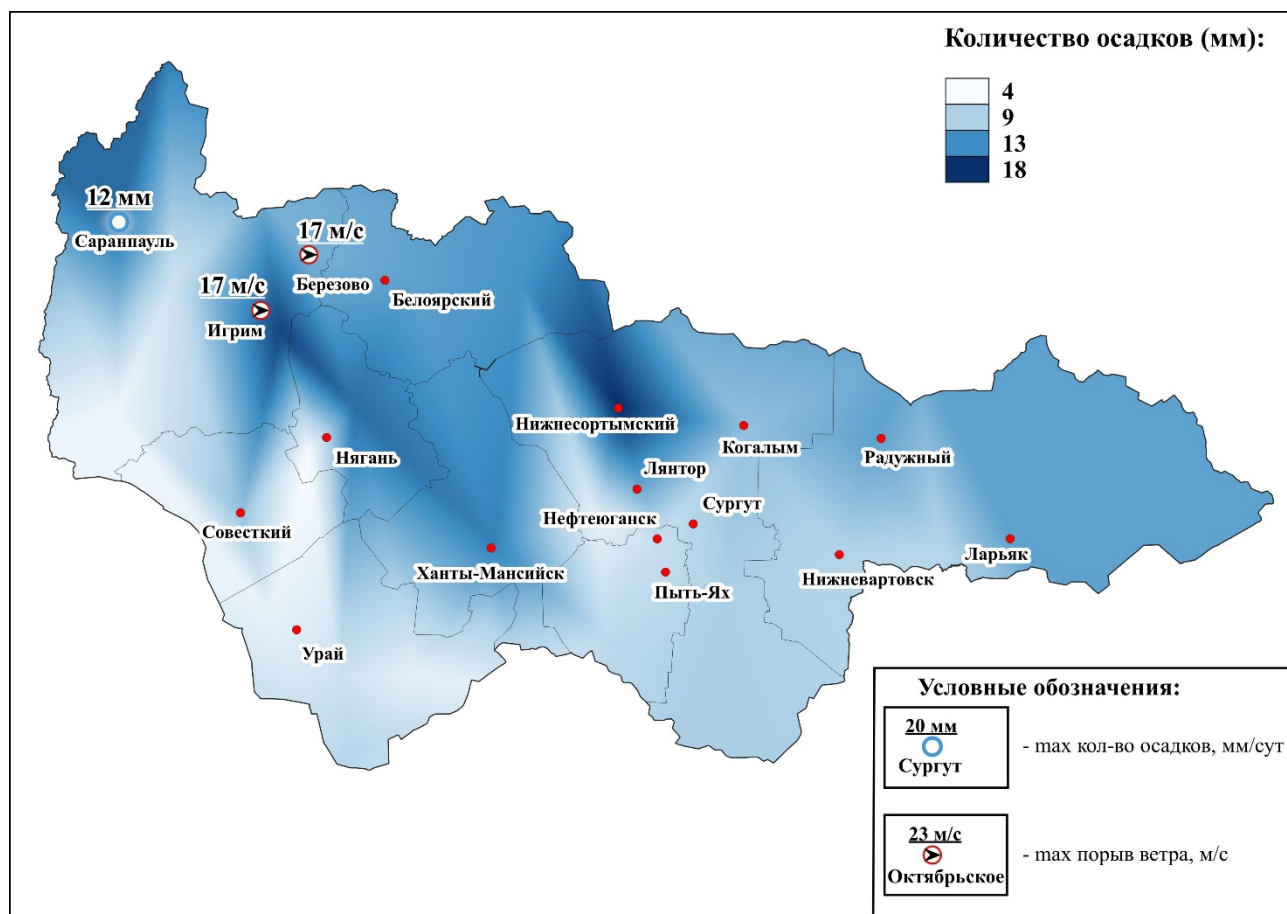 Количество осадков (мм):
4
9
13
18
12 мм
Саранпауль
17 м/с
Березово
Белоярский
17 м/с
Игрим
Нижнесортымский
Когалым
Радужный
Нягань
Лянтор
Совесткий
Нефтеюганск
Сургут
Ханты-Мансийск
Пыть-Ях
Нижневартовск
Ларьяк
Урай
Условные обозначения:
20 мм
Сургут
- max кол-во осадков, мм/сут
23 м/с
Октябрьское
- max порыв ветра, м/с